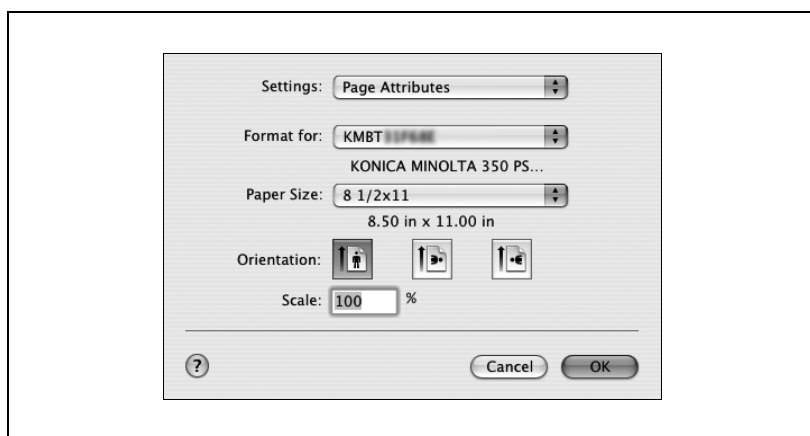 Settings: Page Attributes
Format for: KMBT
KONICA MINOLTA 350 PS...
Paper Size: 8 1/2x11
8.50 in x 11.00 in
Orientation:
Scale: 100 %
? Cancel OK